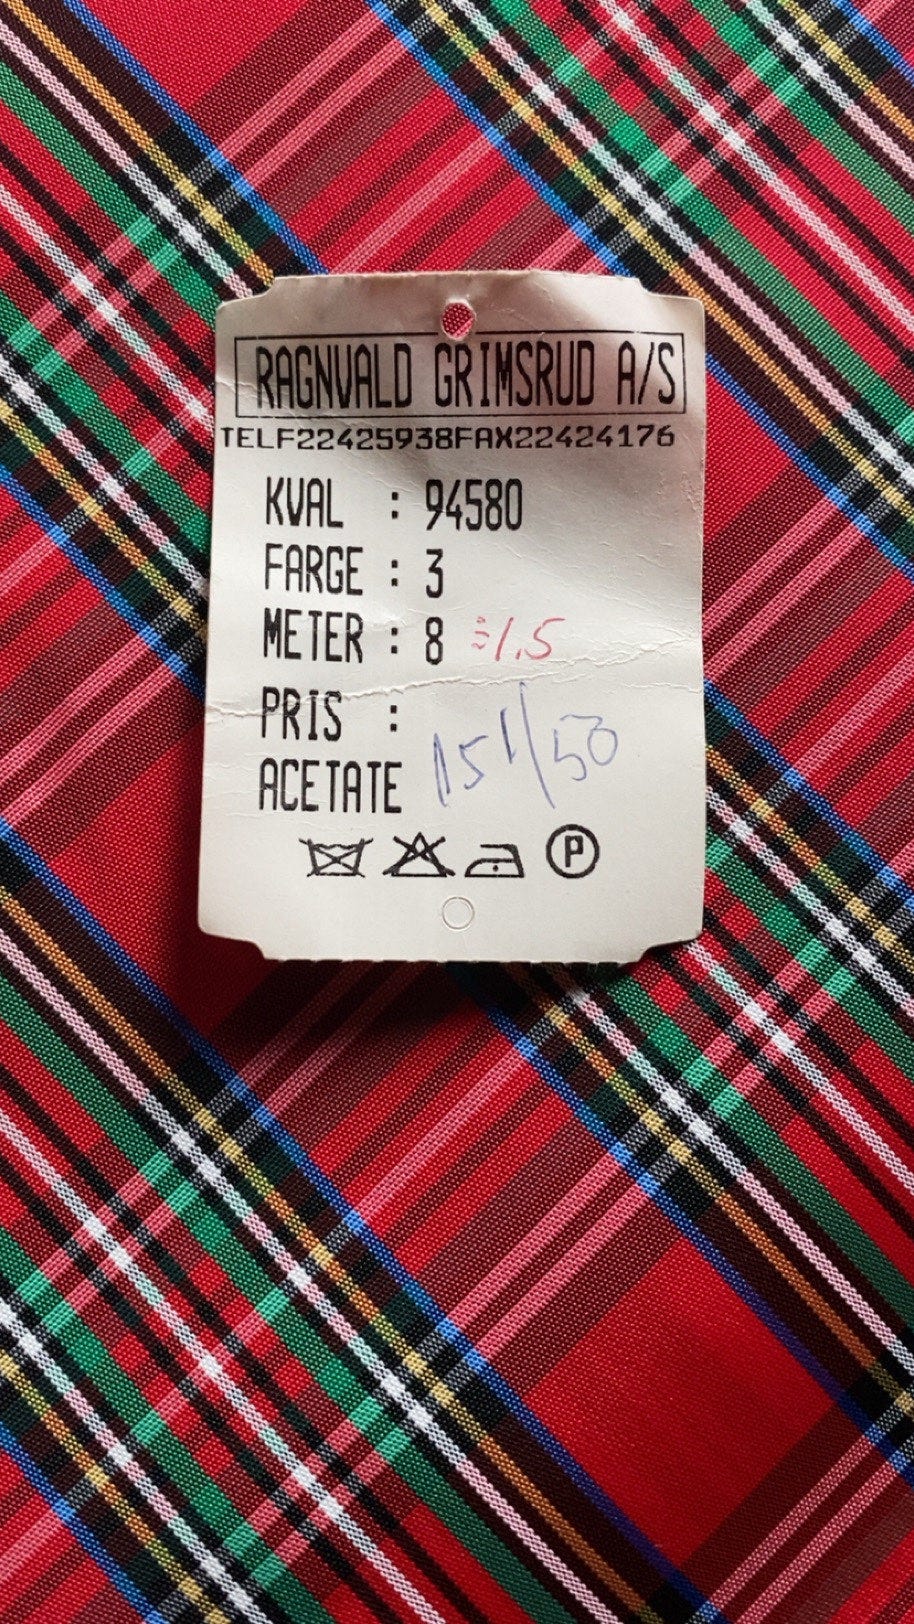 RAGNVALD GRIMSRUD A/S
TELF22425938FAX22424176
KVAL : 94580
FARGE : 3
METER : 8 1.5
PRIS :
151/50
ACETATE
P